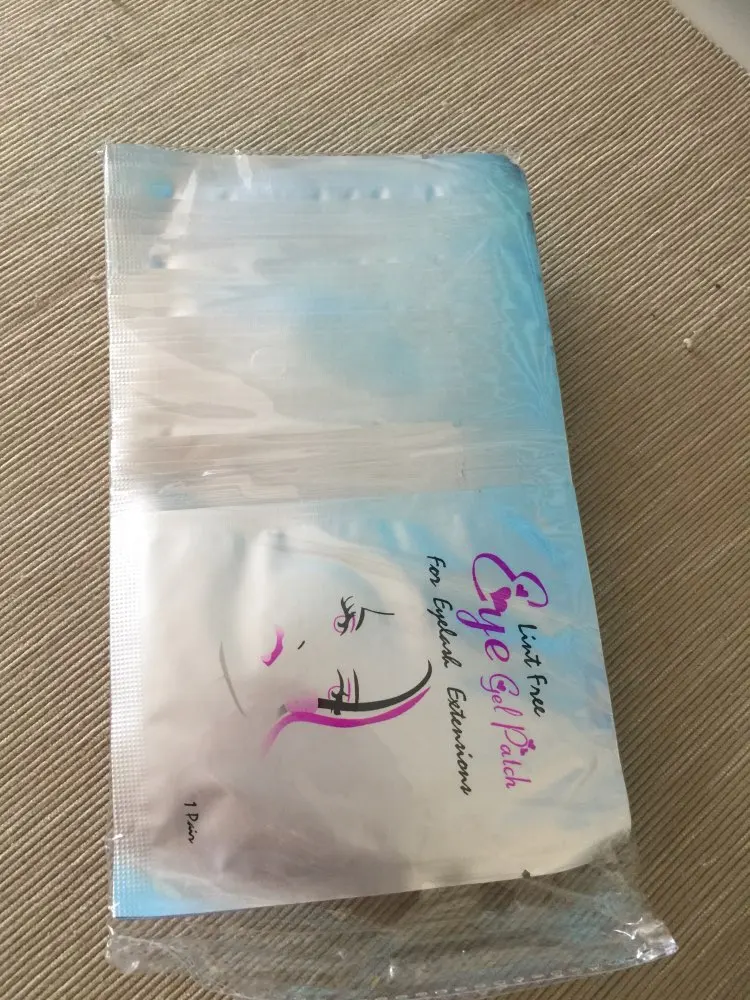 Lint Free
Eye Gel Patch
For Eyelash Extensions
1 Pair